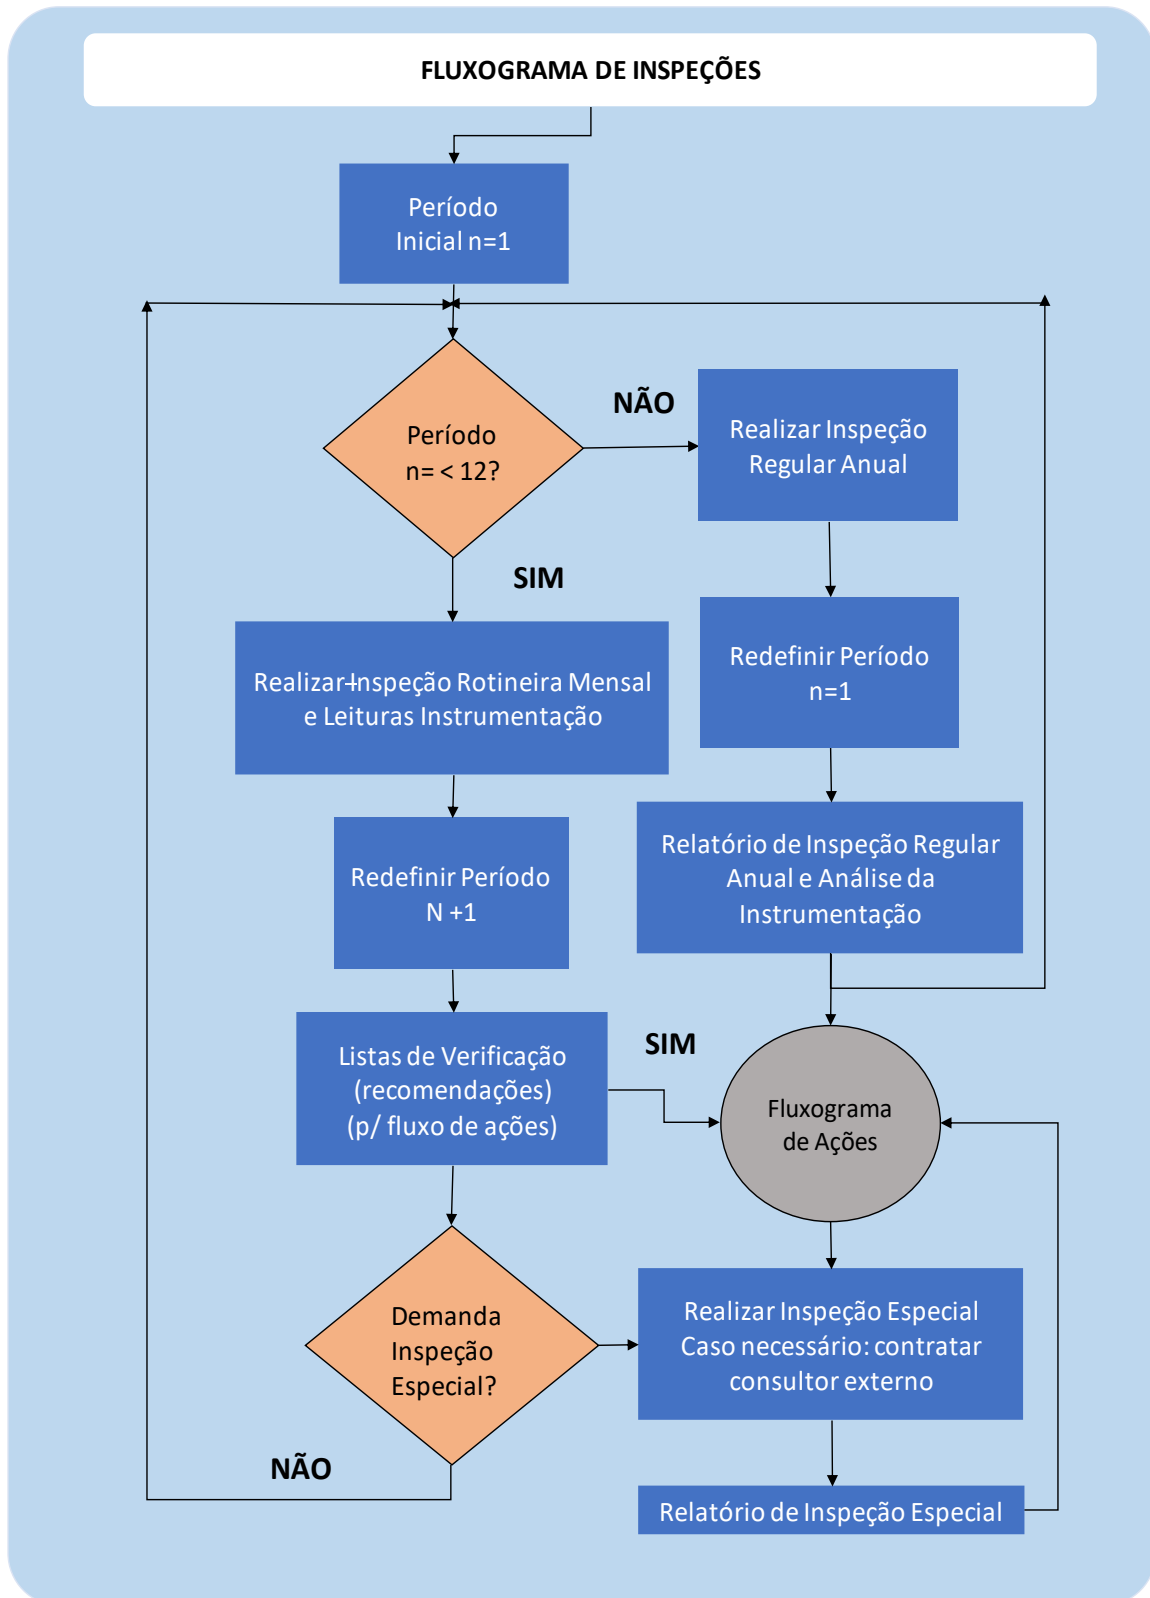 FLUXOGRAMA DE INSPEÇÕES
Período
Inicial n=1
Período
n= < 12?
NÃO
Realizar Inspeção
Regular Anual
SIM
Redefinir Período
n=1
Realizar Inspeção Rotineira Mensal
e Leituras Instrumentação
Relatório de Inspeção Regular
Anual e Análise da
Instrumentação
Redefinir Período
N +1
Listas de Verificação
(recomendações)
(p/ fluxo de ações)
SIM
Fluxograma
de Ações
Demanda
Inspeção
Especial?
Realizar Inspeção Especial
Caso necessário: contratar
consultor externo
NÃO
Relatório de Inspeção Especial